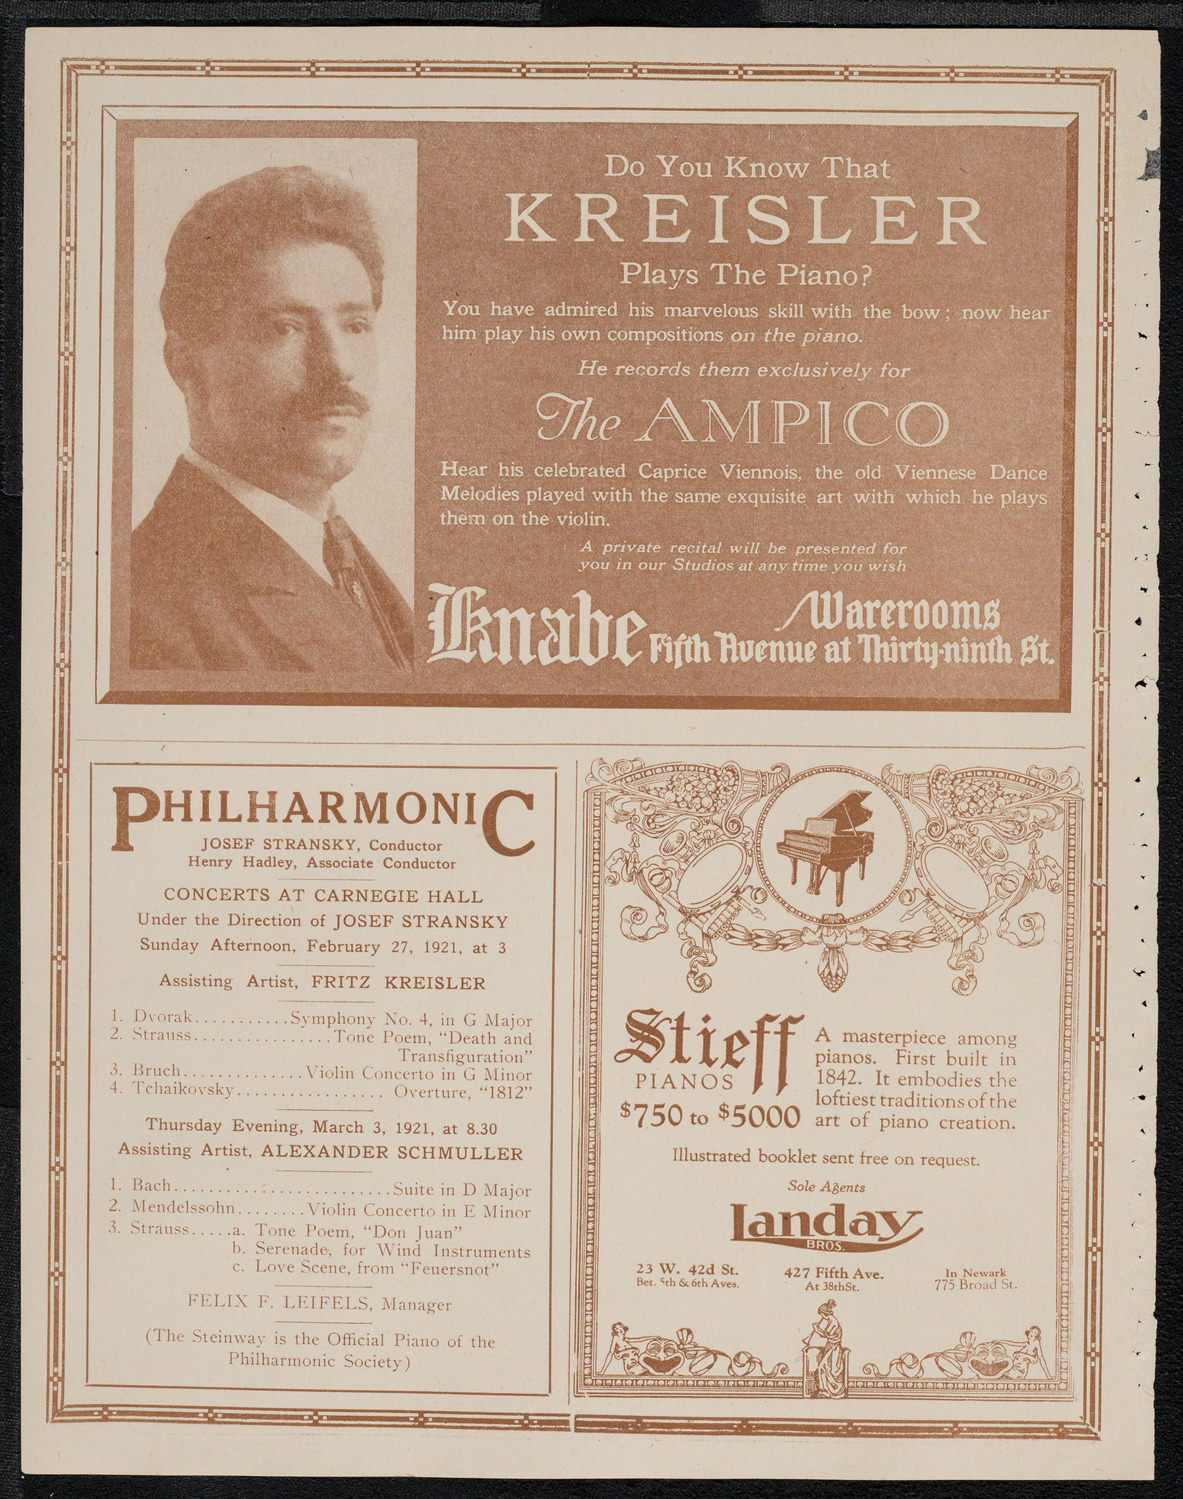 Do You Know That
KREISLER
Plays The Piano?
You have admired his marvelous skill with the bow; now hear
him play his own compositions on the piano.
He records them exclusively for
The AMPICO
Hear his celebrated Caprice Viennois, the old Viennese Dance
Melodies played with the same exquisite art with which he plays
them on the violin.
A private recital will be presented for
you in our Studios at any time you wish
Knabe Warerooms
Fifth Avenue at Thirty-ninth St.
PHILHARMONIC
JOSEF STRANSKY, Conductor
Henry Hadley, Associate Conductor
CONCERTS AT CARNEGIE HALL
Under the Direction of JOSEF STRANSKY
Sunday Afternoon, February 27, 1921, at 3
Assisting Artist, FRITZ KREISLER
1. Dvorak...........Symphony No. 4, in G Major
2. Strauss................Tone Poem, "Death and
Transfiguration"
3. Bruch..............Violin Concerto in G Minor
4. Tchaikovsky................. Overture, "1812"
Thursday Evening, March 3, 1921, at 8.30
Assisting Artist, ALEXANDER SCHMULLER
1. Bach.........................Suite in D Major
2. Mendelssohn........Violin Concerto in E Minor
3. Strauss.....a. Tone Poem, "Don Juan"
b. Serenade, for Wind Instruments
c. Love Scene, from "Feuersnot"
FELIX F. LEIFELS, Manager
(The Steinway is the Official Piano of the
Philharmonic Society)
Stieff
PIANOS
$750 to $5000
A masterpiece among
pianos. First built in
1842. It embodies the
loftiest traditions of the
art of piano creation.
Illustrated booklet sent free on request.
Sole Agents
Landay
BROS.
23 W. 42d St.
Bet. 5th & 6th Aves.
427 Fifth Ave.
At 38th St.
In Newark
775 Broad St.